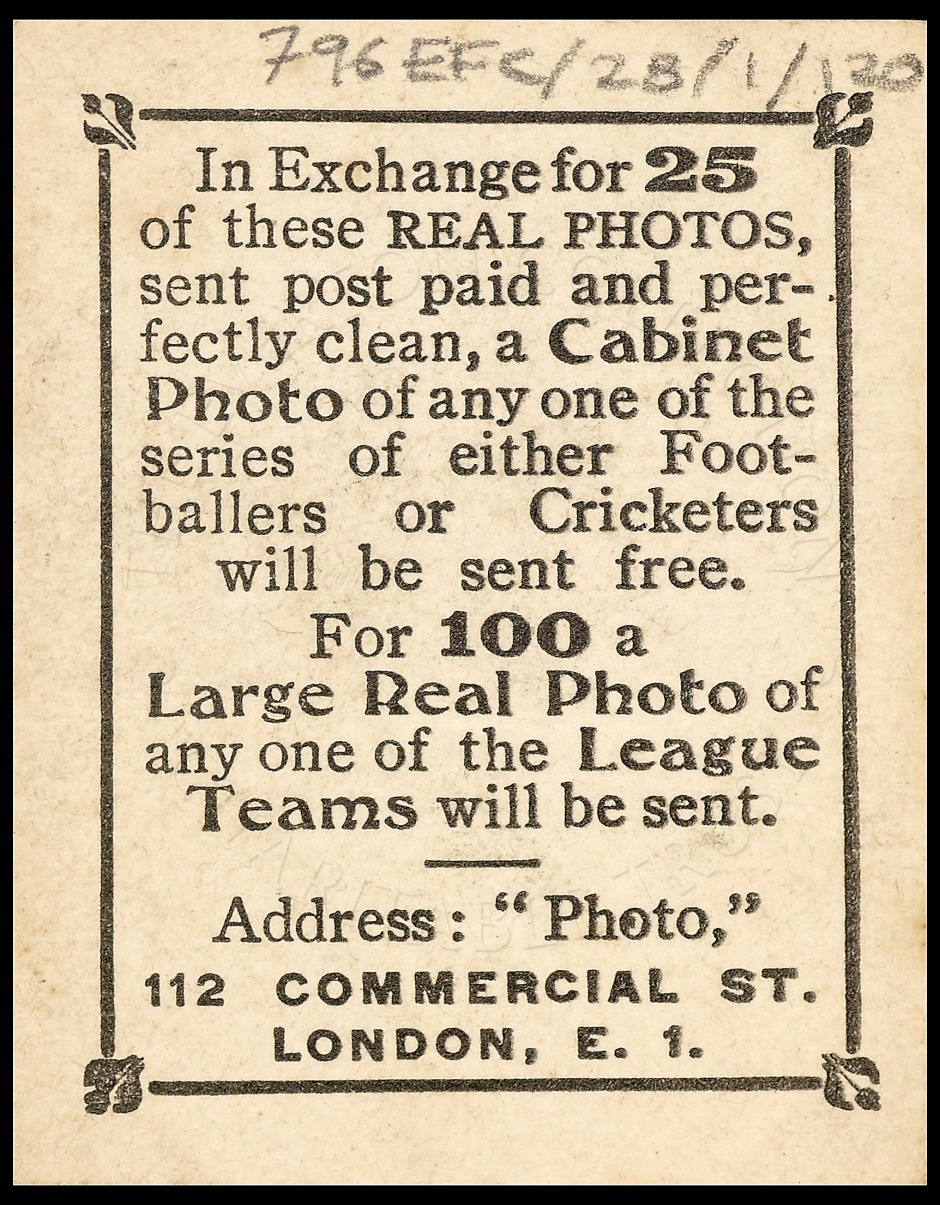 796 EFC/28/1/120
In Exchange for 25
of these REAL PHOTOS,
sent post paid and per-
fectly clean, a Cabinet
Photo of any one of the
series of either Foot-
ballers or Cricketers
will be sent free.
For 100 a
Large Real Photo of
any one of the League
Teams will be sent.
Address: "Photo,"
112 COMMERCIAL ST.
LONDON, E. 1.